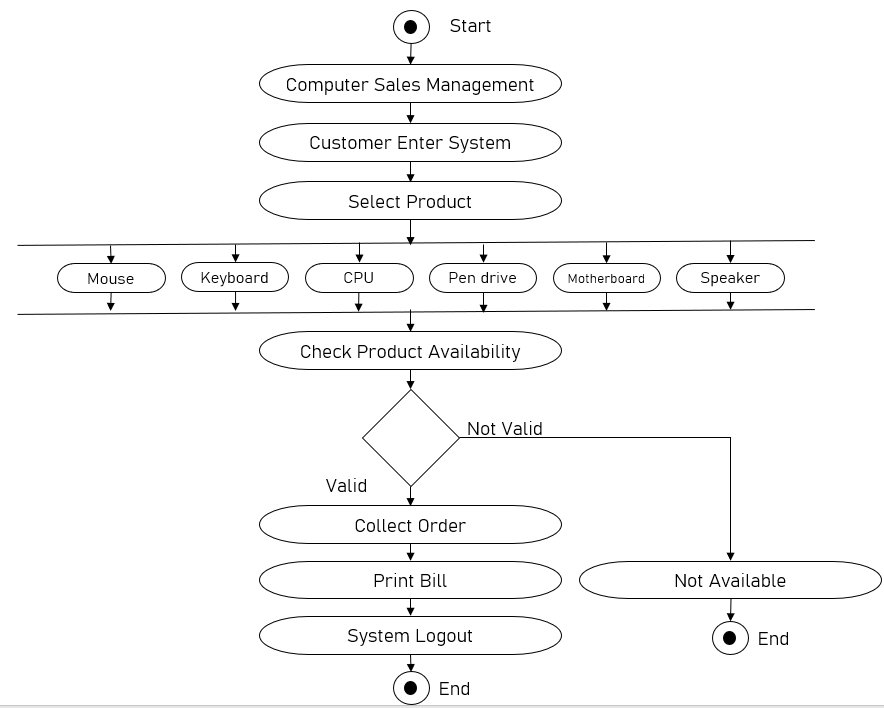 Start
Computer Sales Management
Customer Enter System
Select Product
Mouse
Keyboard
CPU
Pen drive
Motherboard
Speaker
Check Product Availability
Not Valid
Valid
Collect Order
Print Bill
Not Available
System Logout
End
End